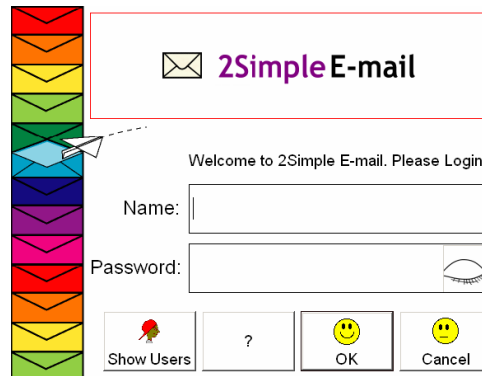 2Simple E-mail
Welcome to 2Simple E-mail. Please Login
Name:
Password:
Show Users
?
OK
Cancel